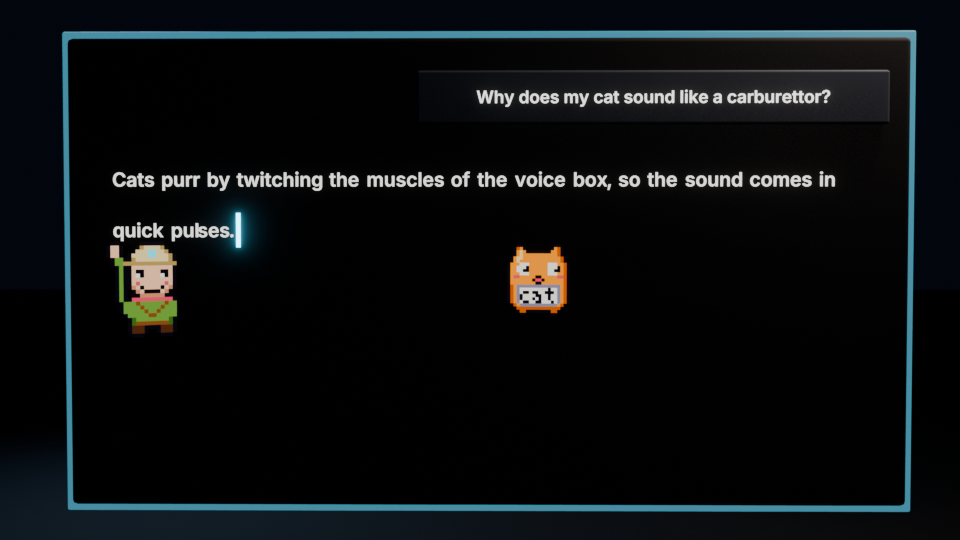 Why does my cat sound like a carburettor?
Cats purr by twitching the muscles of the voice box, so the sound comes in
quick pulses.
cat